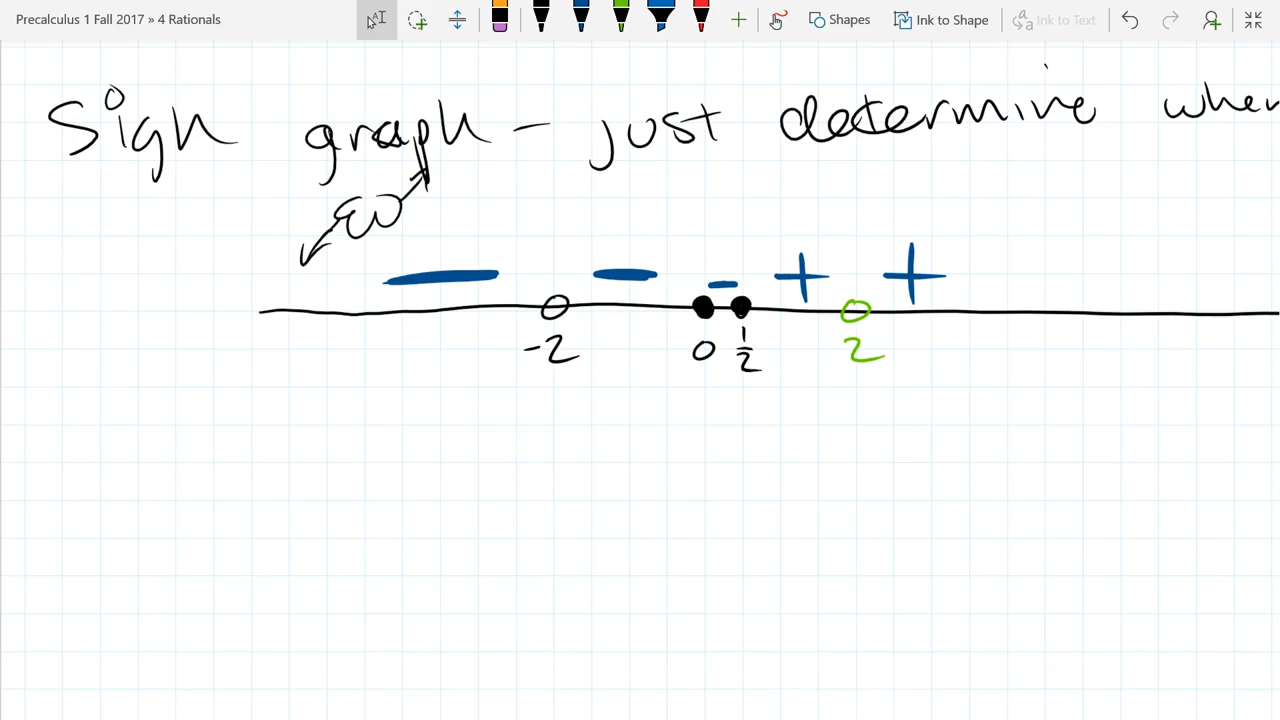 Precalculus 1 Fall 2017 » 4 Rationals
Shapes
Ink to Shape
Ink to Text
Sign graph - just determine wher
-2 0 1/2 2